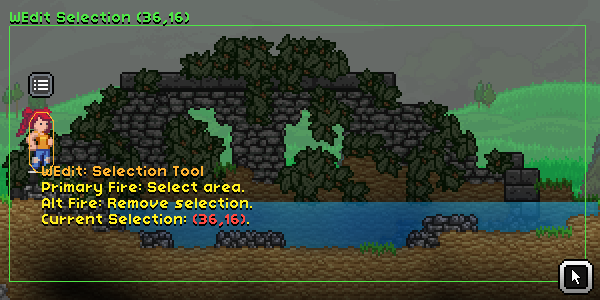 WEdit Selection (36,16)
WEdit: Selection Tool
Primary Fire: Select area.
Alt Fire: Remove selection.
Current Selection: (36,16).